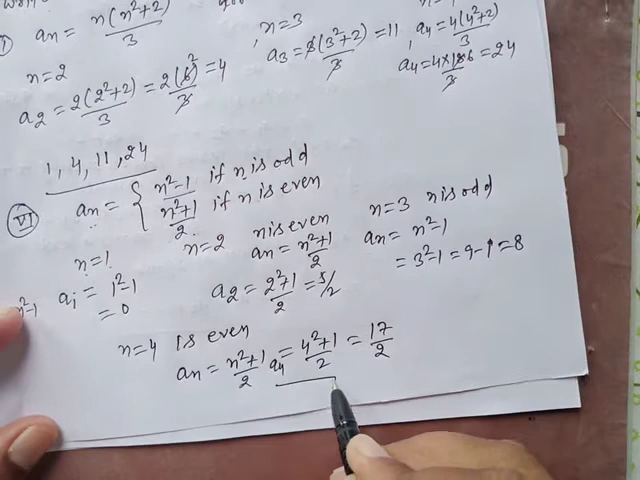 an = n(n²+2)/3
n=3
a3 = 3(3²+2)/3 = 11
a4 = 4(4²+2)/3
a4 = 4×18 6/3 = 24
n=2
a2 = 2(2²+2)/3 = 2(6)2/3 = 4
1, 4, 11, 24
VI an = { n²-1 if n is odd
n²+1/2 if n is even
n=1
a1 = 1²-1
= 0
n=2 n is even
an = n²+1/2
a2 = 2²+1/2 = 5/2
n=3 n is odd
an = n²-1
= 3²-1 = 9-1 = 8
n²-1
n=4 is even
an = n²+1/2 a4 = 4²+1/2 = 17/2